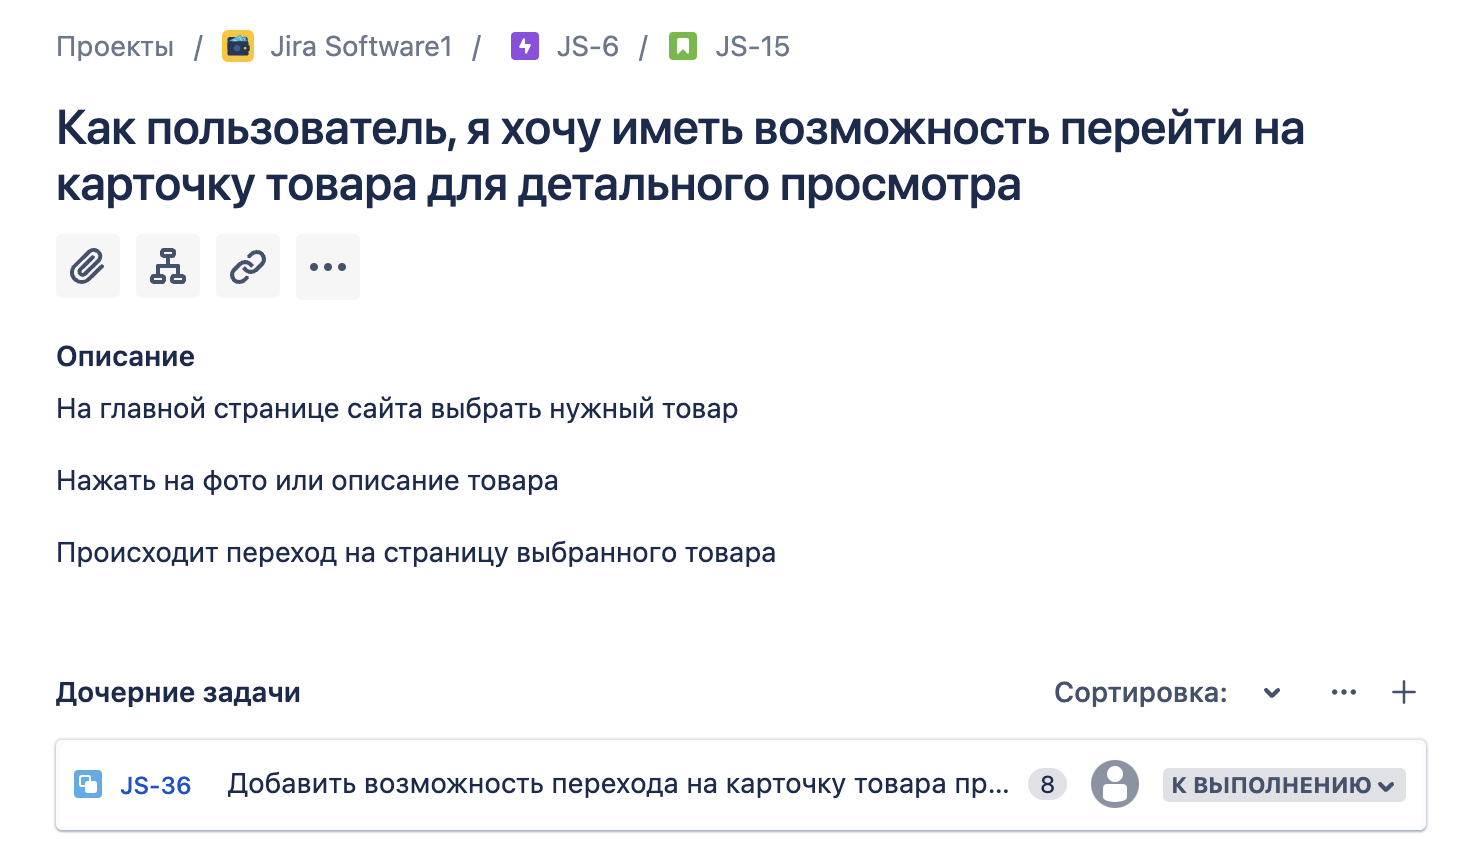 Проекты / Jira Software1 / JS-6 / JS-15
Как пользователь, я хочу иметь возможность перейти на
карточку товара для детального просмотра
Описание
На главной странице сайта выбрать нужный товар
Нажать на фото или описание товара
Происходит переход на страницу выбранного товара
Дочерние задачи Сортировка:
JS-36 Добавить возможность перехода на карточку товара пр... 8 К ВЫПОЛНЕНИЮ